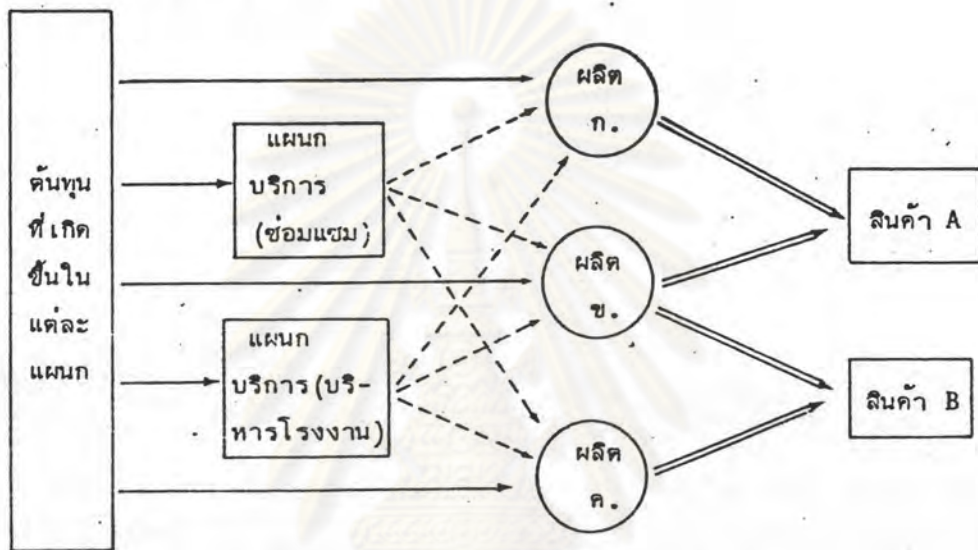 ต้นทุน
ที่เกิด
ขึ้นใน
แต่ละ
แผนก
แผนก
บริการ
(ซ่อมแซม)
แผนก
บริการ(บริ-
หารโรงงาน)
ผลิต
ก.
ผลิต
ข.
ผลิต
ค.
สินค้า A
สินค้า B